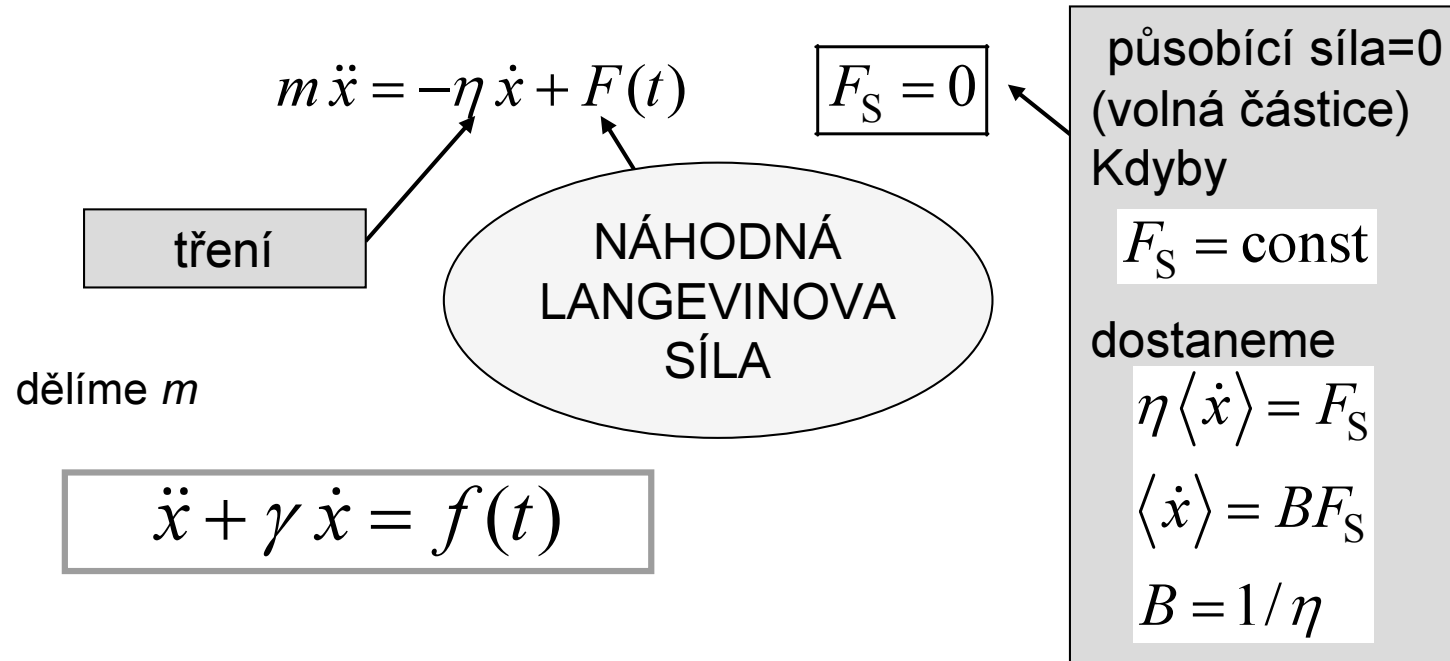 m ẍ = −η ẋ + F(t)
F_S = 0
tření
NÁHODNÁ
LANGEVINOVA
SÍLA
dělíme m
ẍ + γ ẋ = f(t)
působící síla=0
(volná částice)
Kdyby
F_S = const
dostaneme
η⟨ẋ⟩ = F_S
⟨ẋ⟩ = BF_S
B = 1/η